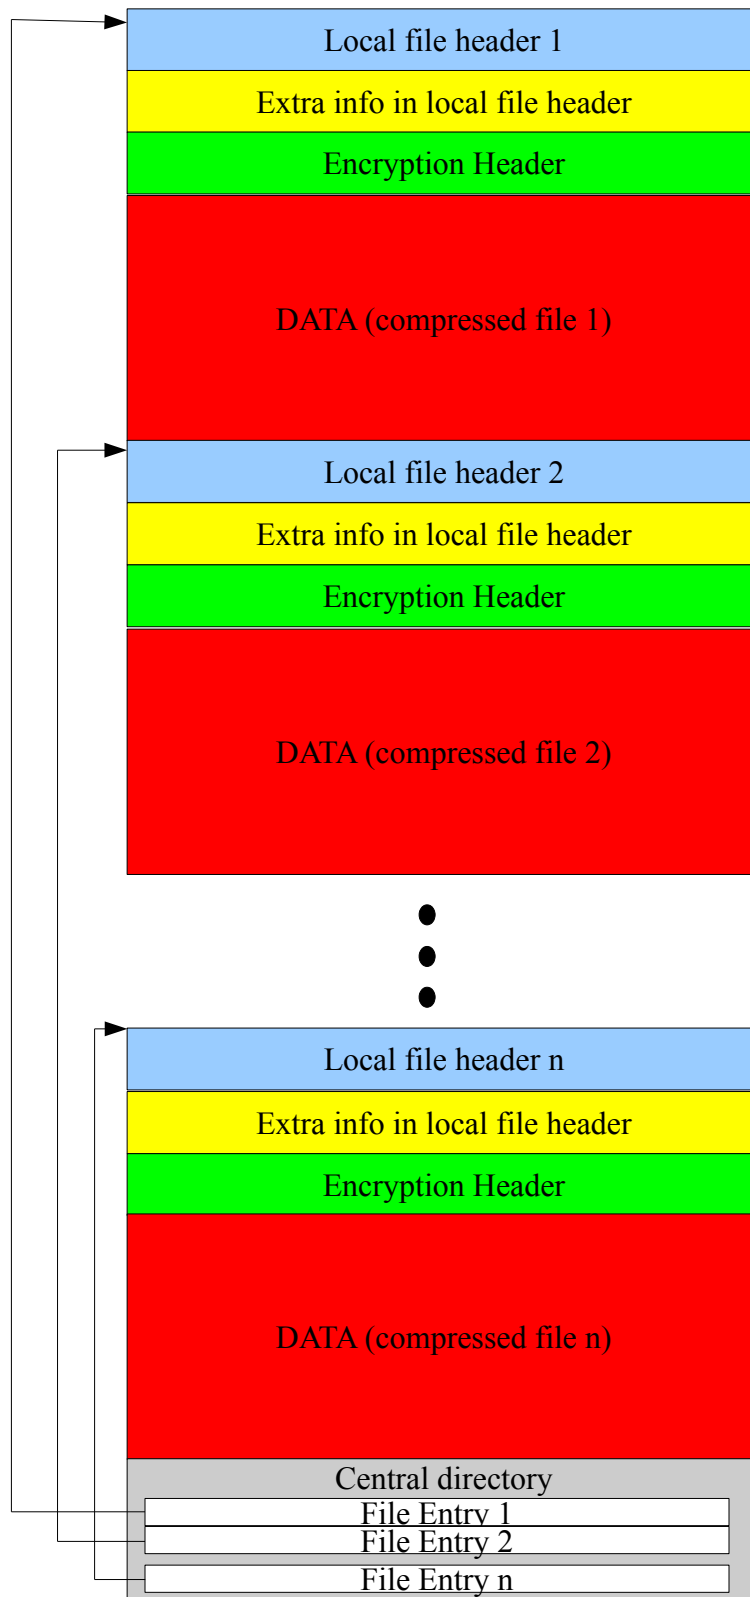 Local file header 1
Extra info in local file header
Encryption Header
DATA (compressed file 1)
Local file header 2
Extra info in local file header
Encryption Header
DATA (compressed file 2)
Local file header n
Extra info in local file header
Encryption Header
DATA (compressed file n)
Central directory
File Entry 1
File Entry 2
File Entry n